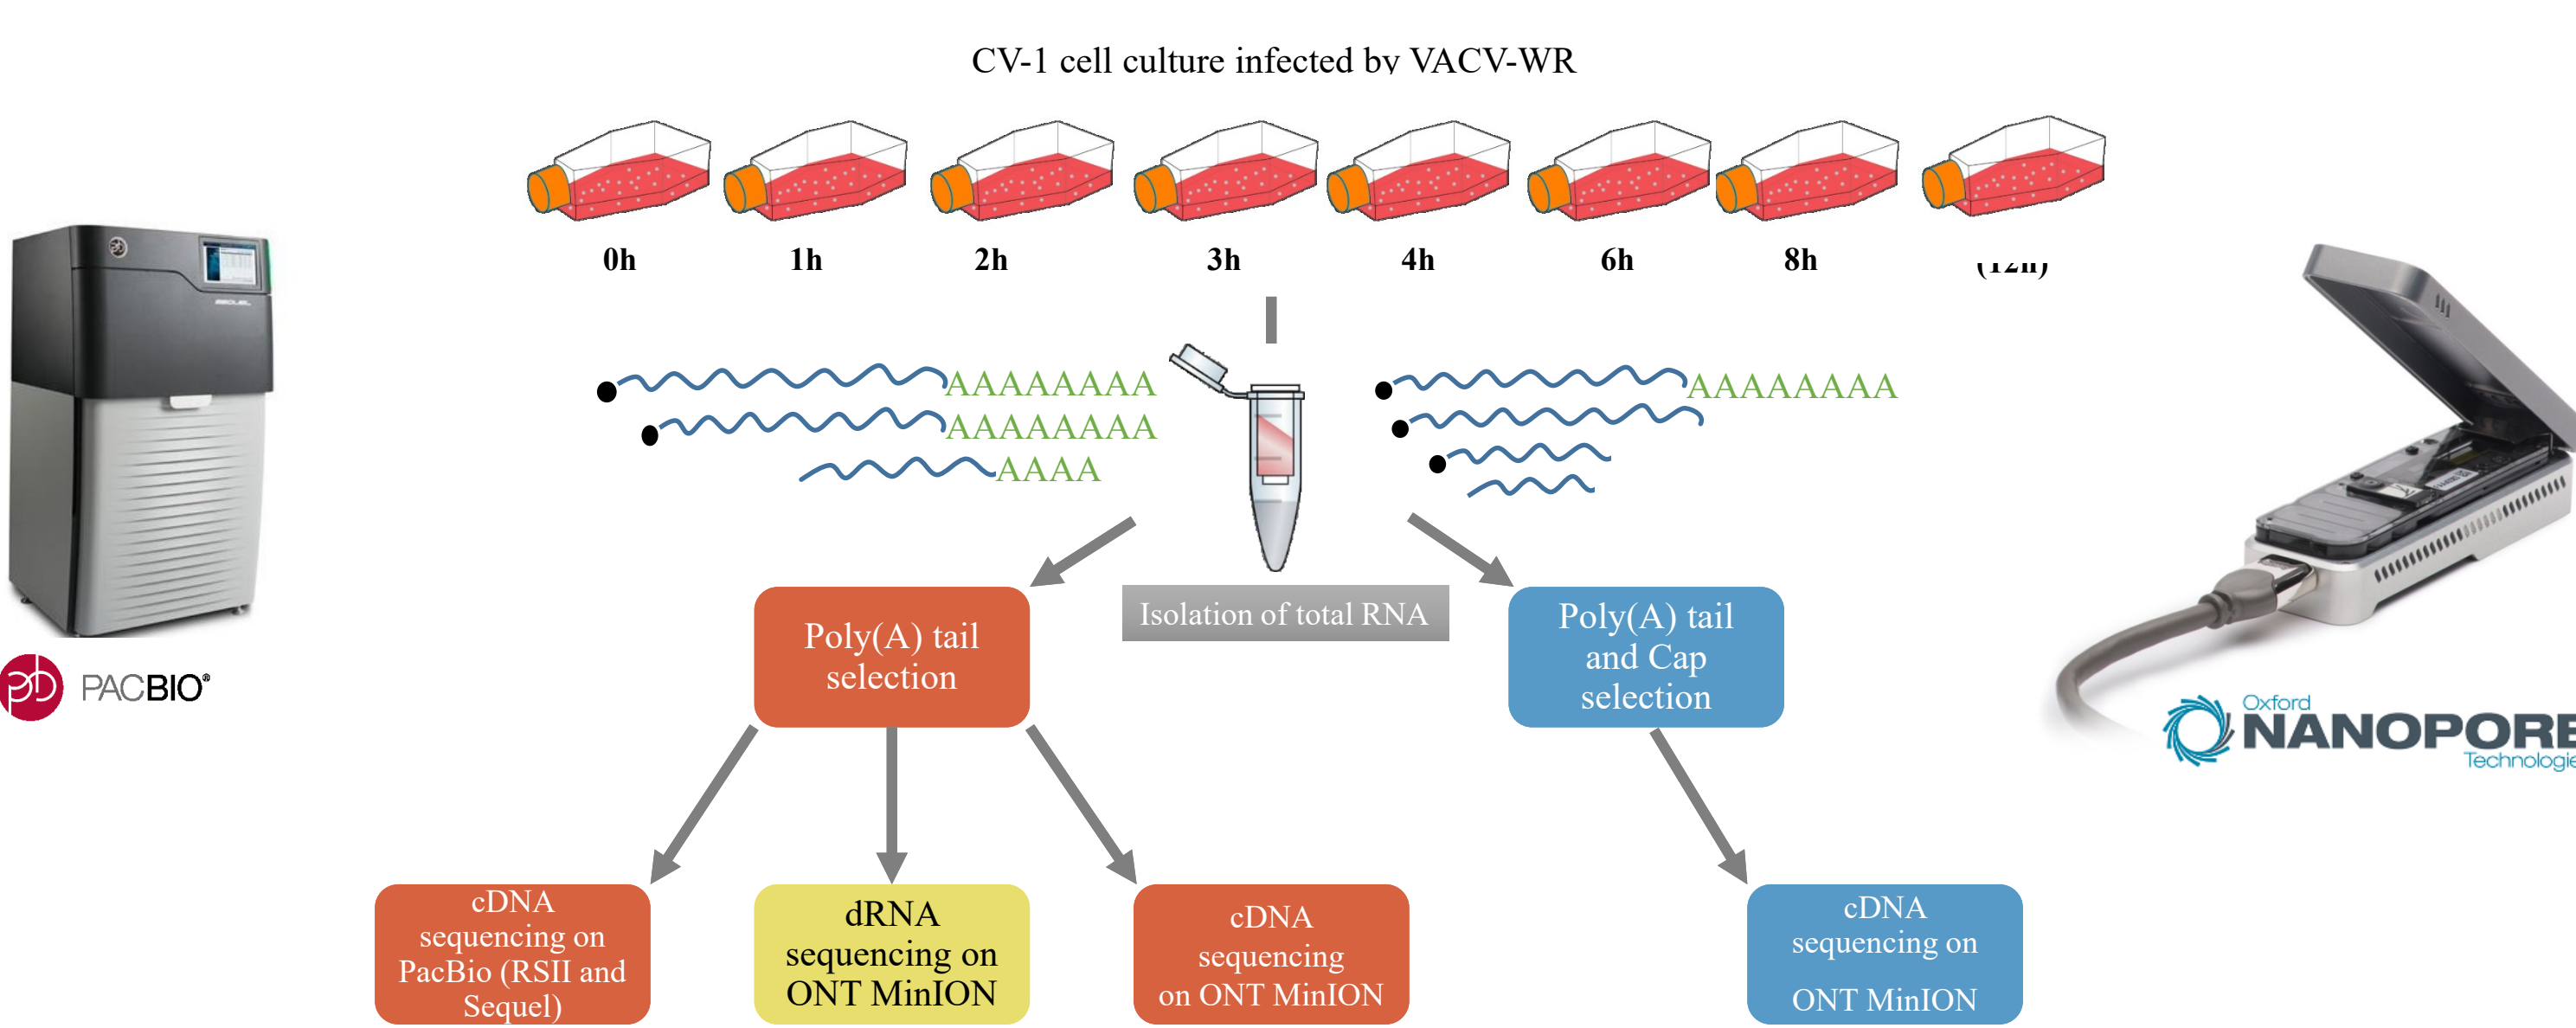 CV-1 cell culture infected by VACV-WR
0h 1h 2h 3h 4h 6h 8h (12h)
AAAAAAAA AAAAAAAA
AAAAAAAA
AAAA
Isolation of total RNA
Poly(A) tail
selection
Poly(A) tail
and Cap
selection
PACBIO®
Oxford
NANOPORE
Technologie
cDNA
sequencing on
PacBio (RSII and
Sequel)
dRNA
sequencing on
ONT MinION
cDNA
sequencing
on ONT MinION
cDNA
sequencing on
ONT MinION